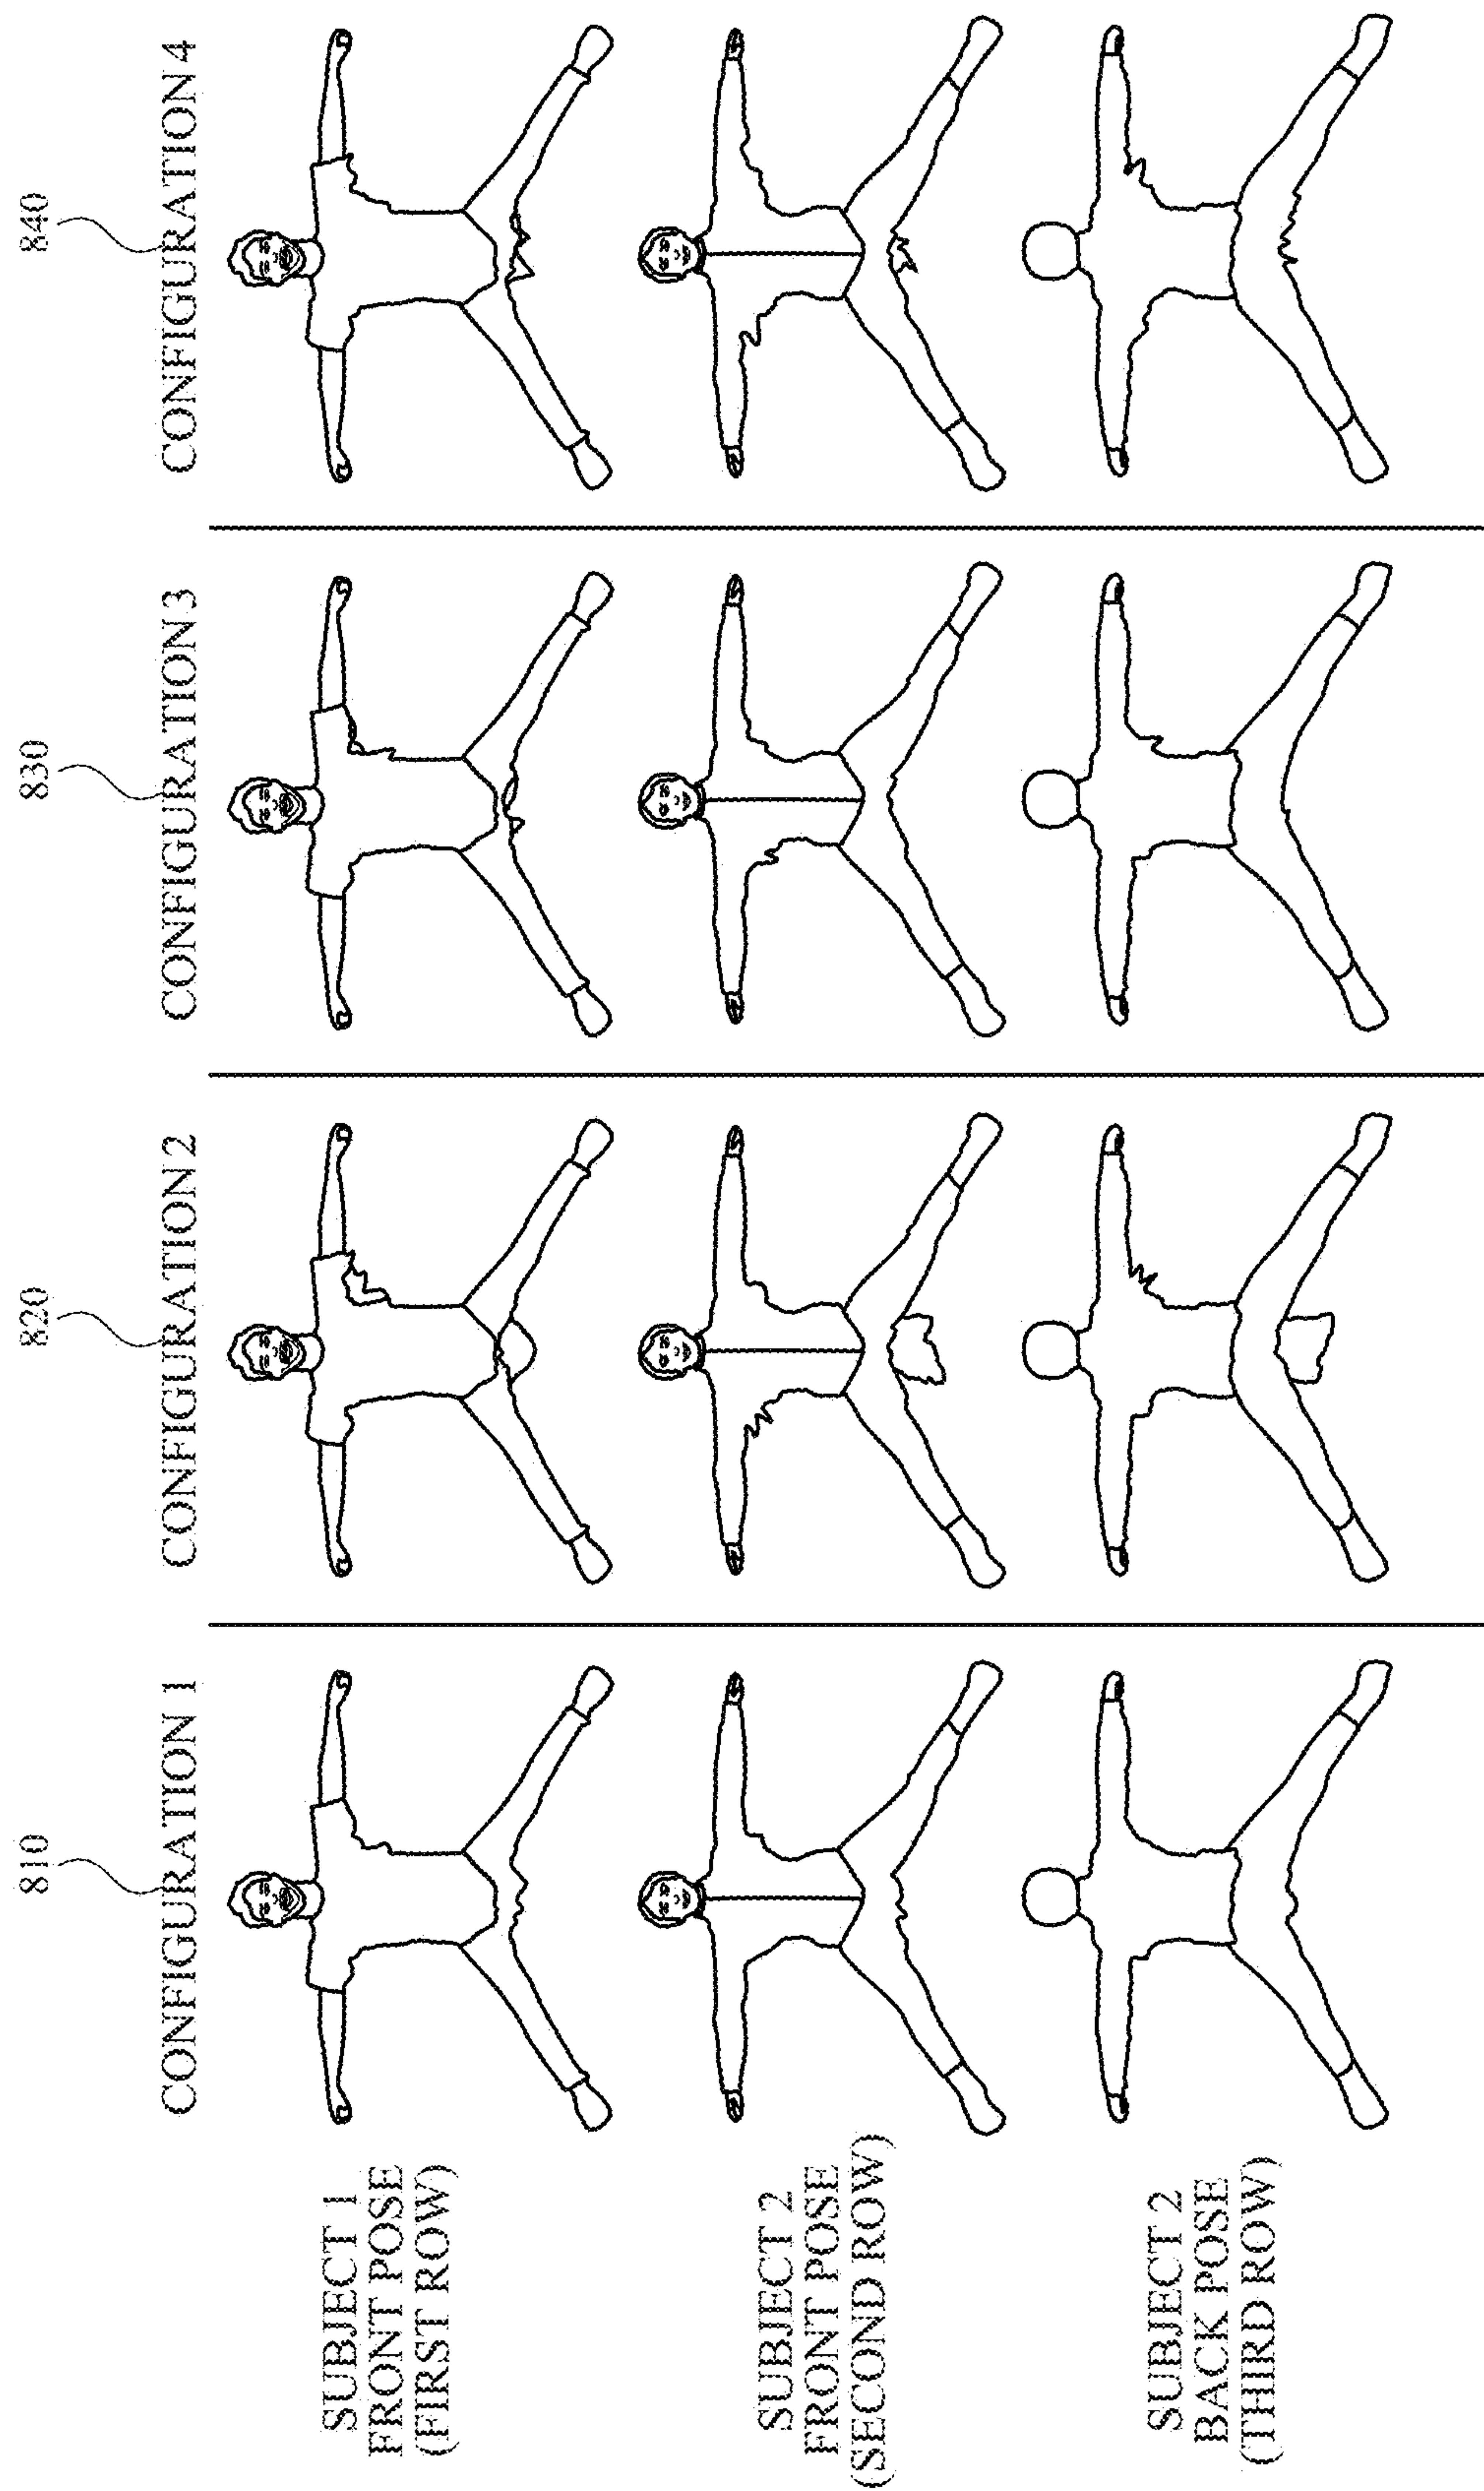 810
CONFIGURATION 1
820
CONFIGURATION 2
830
CONFIGURATION 3
840
CONFIGURATION 4
SUBJECT 1
FRONT POSE
(FIRST ROW)
SUBJECT 2
FRONT POSE
(SECOND ROW)
SUBJECT 2
BACK POSE
(THIRD ROW)